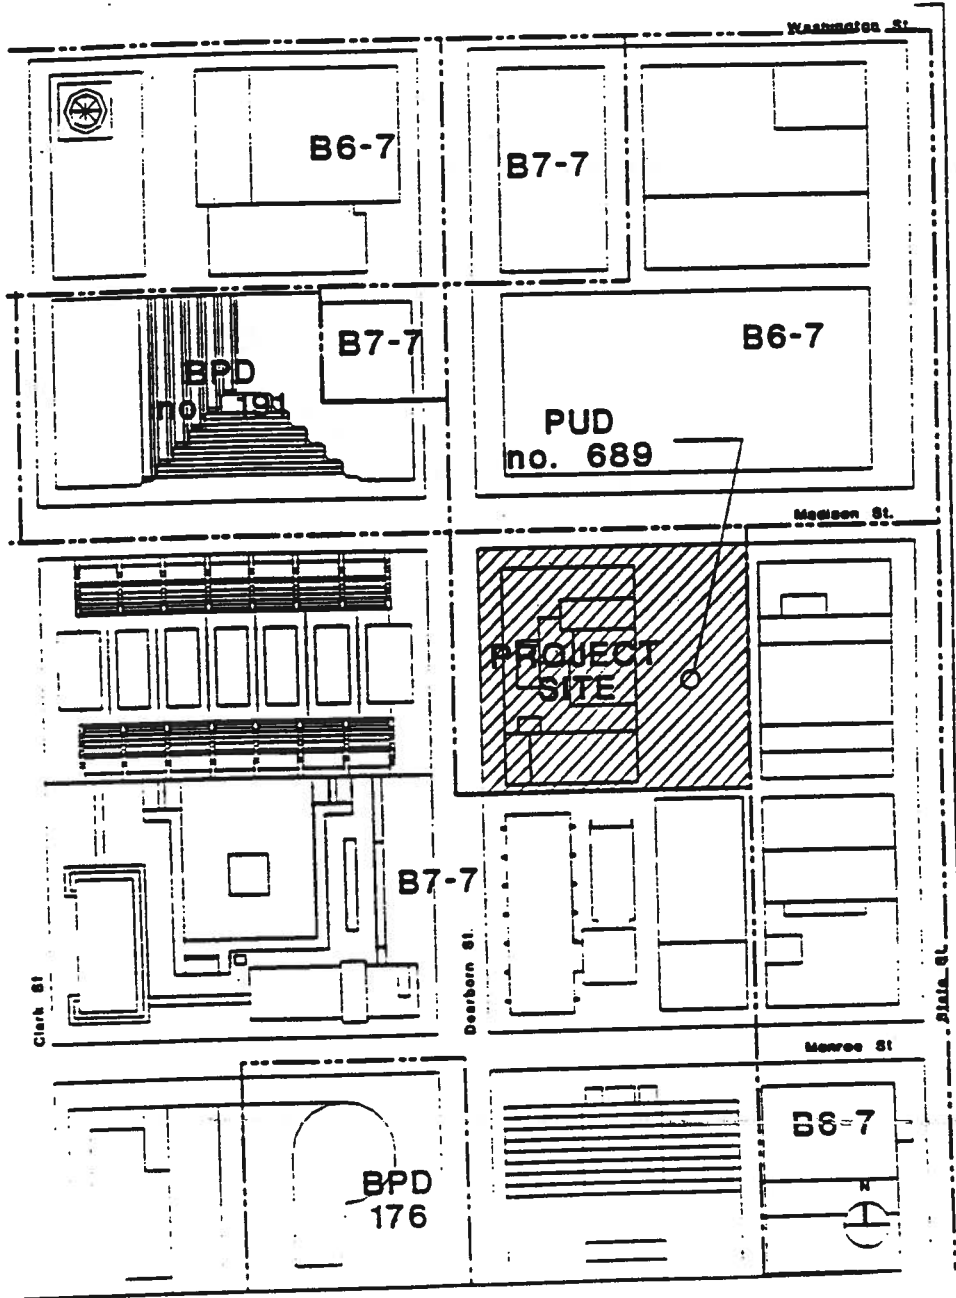 Washington St.
B6-7
B7-7
B7-7
B6-7
BPD
no 191
PUD
no. 689
Madison St.
PROJECT
SITE
B7-7
Clark St
Dearborn St.
State St.
Monroe St
B6-7
BPD
176
N